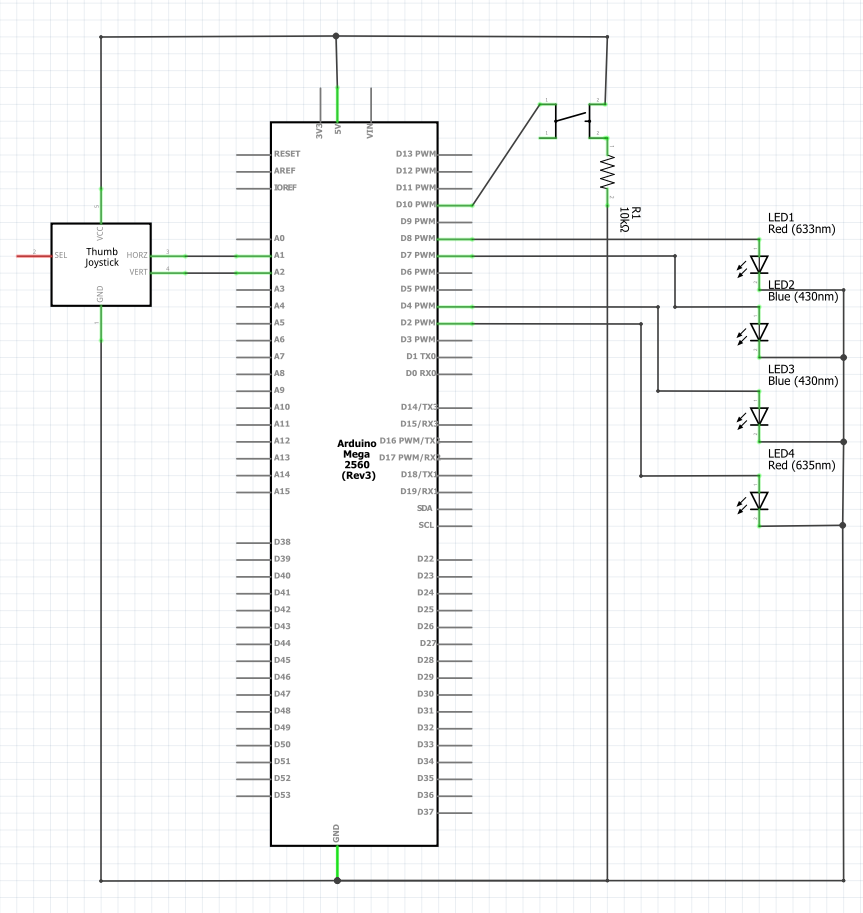 3V3
5V
VIN
RESET
AREF
IOREF
A0
A1
A2
A3
A4
A5
A6
A7
A8
A9
A10
A11
A12
A13
A14
A15
D38
D39
D40
D41
D42
D43
D44
D45
D46
D47
D48
D49
D50
D51
D52
D53
D13 PWM
D12 PWM
D11 PWM
D10 PWM
D9 PWM
D8 PWM
D7 PWM
D6 PWM
D5 PWM
D4 PWM
D2 PWM
D3 PWM
D1 TX0
D0 RX0
D14/TX3
D15/RX3
D16 PWM/TX2
D17 PWM/RX2
D18/TX1
D19/RX1
SDA
SCL
D22
D23
D24
D25
D26
D27
D28
D29
D30
D31
D32
D33
D34
D35
D36
D37
GND
Arduino
Mega
2560
(Rev3)
Thumb
Joystick
VCC
GND
SEL
HORZ
VERT
5
2
3
4
1
1
2
1
2
R1
10kΩ
1
2
LED1
Red (633nm)
LED2
Blue (430nm)
LED3
Blue (430nm)
LED4
Red (635nm)